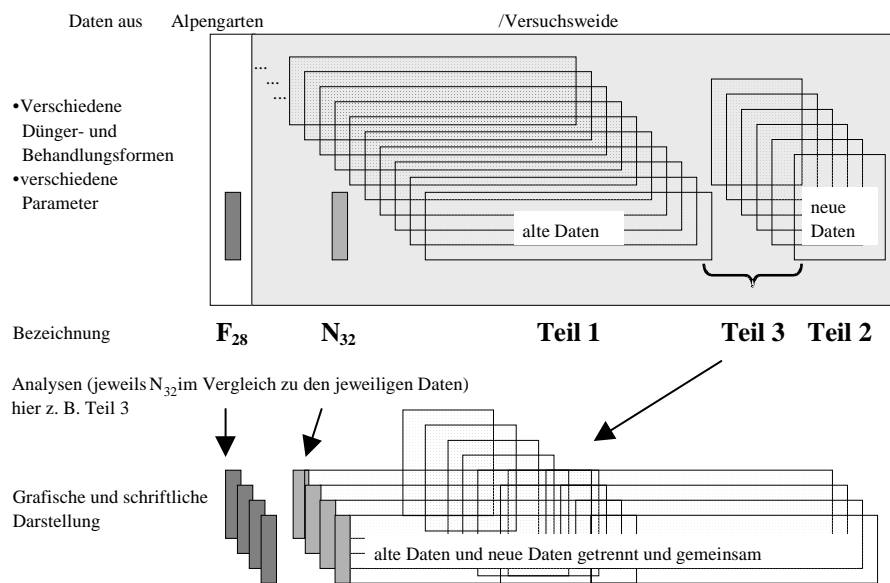 Daten aus Alpengarten /Versuchsweide
...
...
...
•Verschiedene
Dünger- und
Behandlungsformen
•verschiedene
Parameter
alte Daten
neue
Daten
Bezeichnung F28 N32 Teil 1 Teil 3 Teil 2
Analysen (jeweils N32 im Vergleich zu den jeweiligen Daten)
hier z. B. Teil 3
Grafische und schriftliche
Darstellung
alte Daten und neue Daten getrennt und gemeinsam